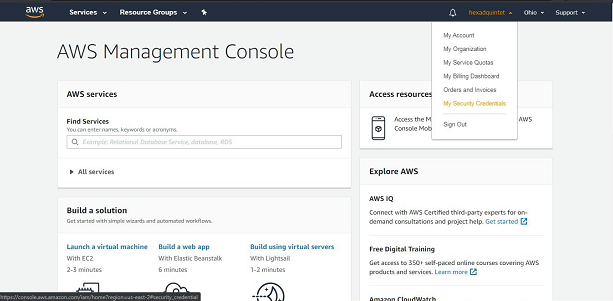 aws
Services
Resource Groups
hexadquintet
Ohio
Support
My Account
My Organization
My Service Quotas
My Billing Dashboard
Orders and Invoices
My Security Credentials
Sign Out
AWS Management Console
AWS services
Find Services
You can enter names, keywords or acronyms.
Example: Relational Database Service, database, RDS
All services
Access resources
Access the M
AWS
Console Mob
Build a solution
Get started with simple wizards and automated workflows.
Launch a virtual machine
With EC2
2-3 minutes
Build a web app
With Elastic Beanstalk
6 minutes
Build using virtual servers
With Lightsail
1-2 minutes
Explore AWS
AWS IQ
Connect with AWS Certified third-party experts for on-
demand consultations and project help. Get started
Free Digital Training
Get access to 350+ self-paced online courses covering AWS
products and services. Learn more
Amazon CloudWatch
https://console.aws.amazon.com/iam/home?region=us-east-2#security_credential